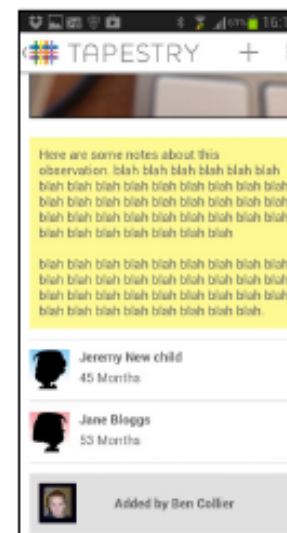 61% 16:1
TAPESTRY +
Here are some notes about this
observation. blah blah blah blah blah blah
blah blah blah blah blah blah blah blah blah
blah blah blah blah blah blah blah blah blah
blah blah blah blah blah blah blah blah blah
blah blah blah blah blah blah blah
blah blah blah blah blah blah blah blah blah
blah blah blah blah blah blah blah blah blah
blah blah blah blah blah blah blah blah blah
blah blah blah blah blah blah blah blah.
Jeremy New child
45 Months
Jane Bloggs
53 Months
Added by Ben Collier